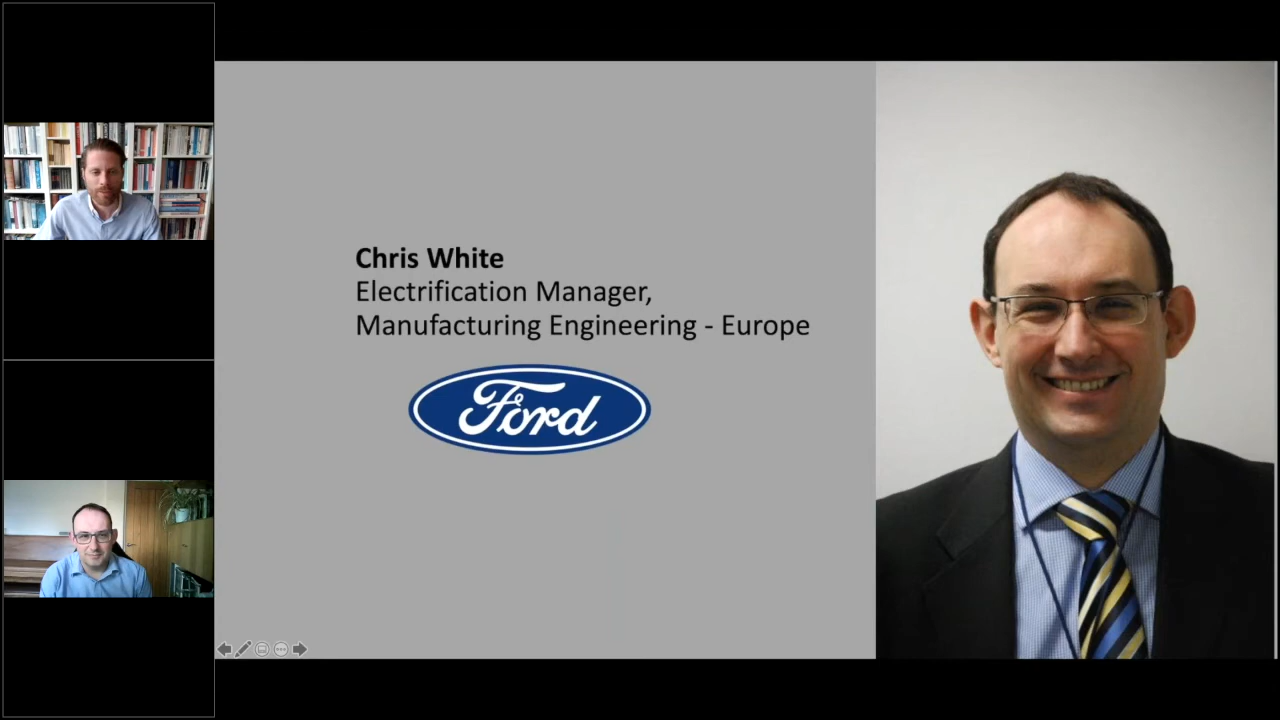 Chris White
Electrification Manager,
Manufacturing Engineering - Europe
Ford